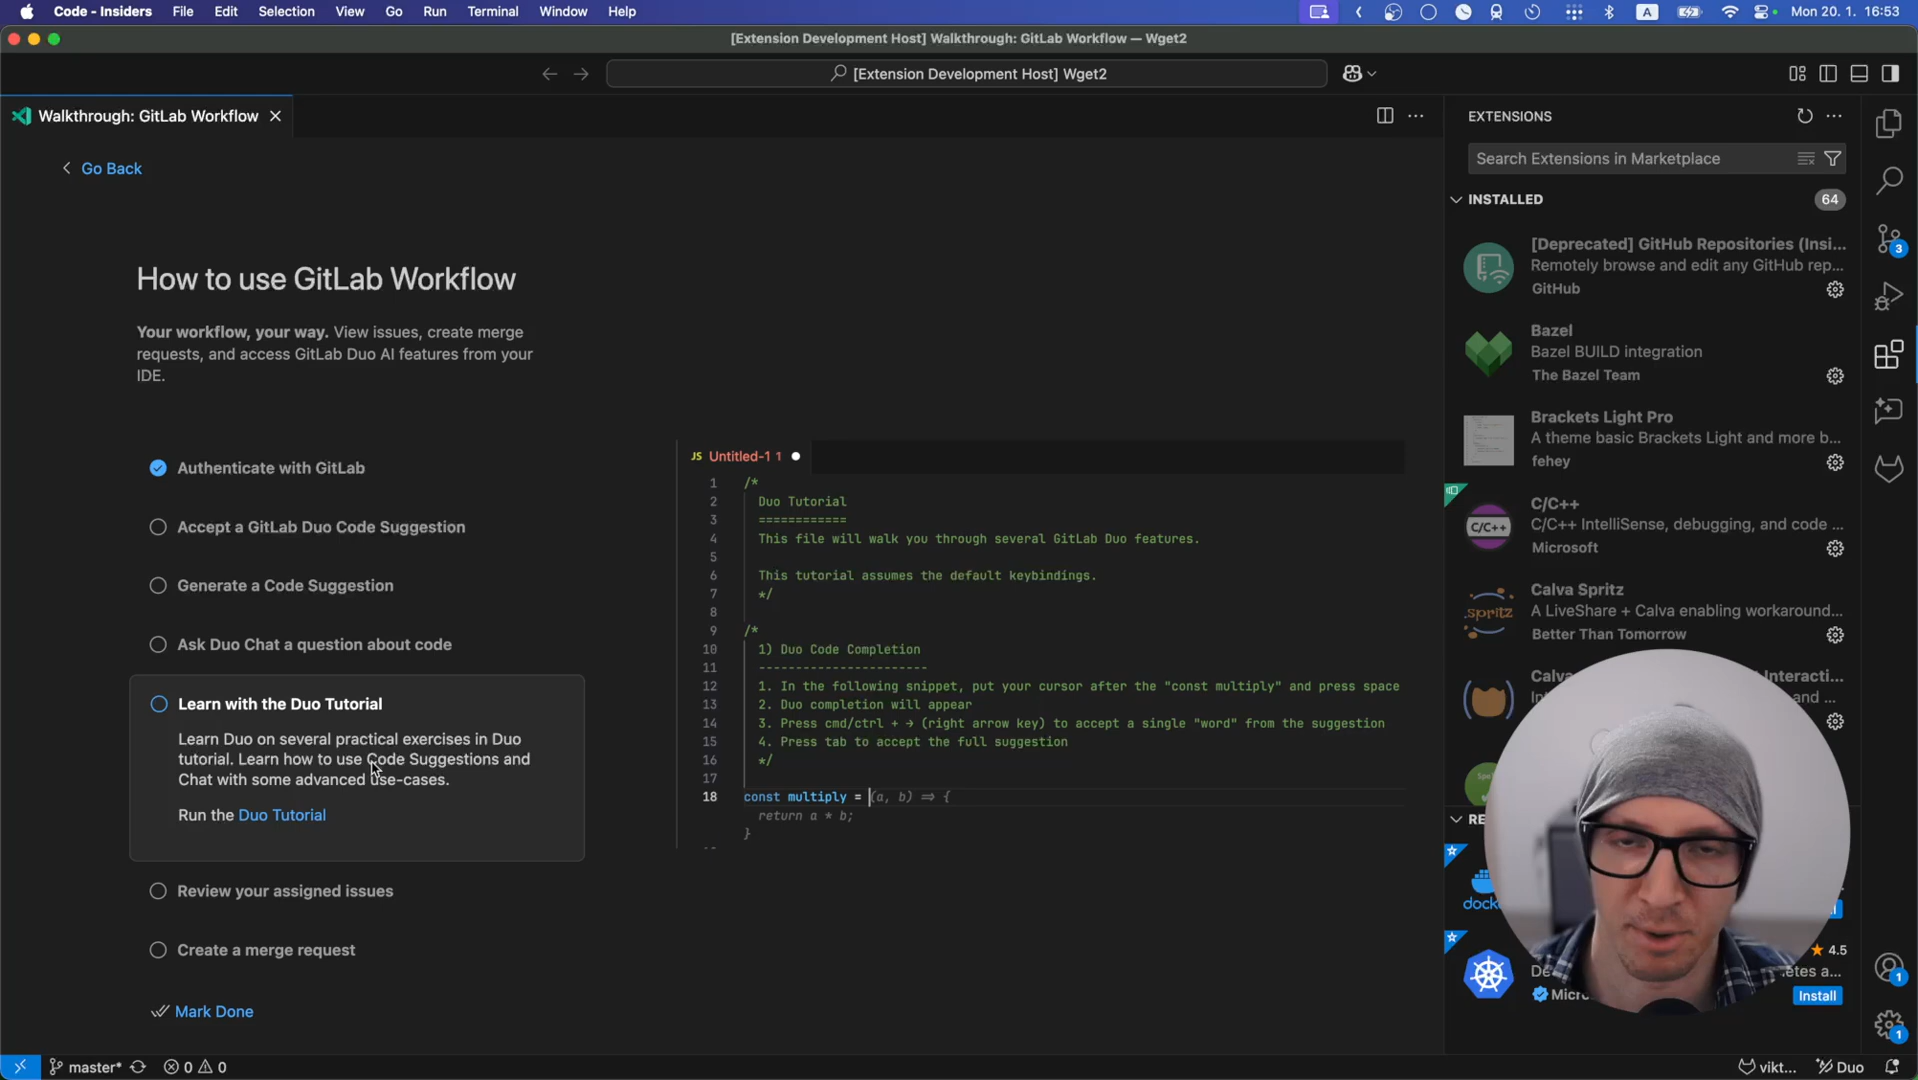 Code - Insiders File Edit Selection View Go Run Terminal Window Help
A Mon 20. 1. 16:53
[Extension Development Host] Walkthrough: GitLab Workflow — Wget2
[Extension Development Host] Wget2
Walkthrough: GitLab Workflow
Go Back
How to use GitLab Workflow
Your workflow, your way. View issues, create merge
requests, and access GitLab Duo AI features from your
IDE.
Authenticate with GitLab
Accept a GitLab Duo Code Suggestion
Generate a Code Suggestion
Ask Duo Chat a question about code
Learn with the Duo Tutorial
Learn Duo on several practical exercises in Duo
tutorial. Learn how to use Code Suggestions and
Chat with some advanced use-cases.
Run the Duo Tutorial
Review your assigned issues
Create a merge request
Mark Done
JS Untitled-1 1
1 /*
2 Duo Tutorial
3 ============
4 This file will walk you through several GitLab Duo features.
5
6 This tutorial assumes the default keybindings.
7 */
8
9 /*
10 1) Duo Code Completion
11 -----------------------
12 1. In the following snippet, put your cursor after the "const multiply" and press space
13 2. Duo completion will appear
14 3. Press cmd/ctrl + → (right arrow key) to accept a single "word" from the suggestion
15 4. Press tab to accept the full suggestion
16 */
17
18 const multiply = (a, b) => {
return a * b;
}
EXTENSIONS
Search Extensions in Marketplace
INSTALLED 64
[Deprecated] GitHub Repositories (Insi...
Remotely browse and edit any GitHub rep...
GitHub
Bazel
Bazel BUILD integration
The Bazel Team
Brackets Light Pro
A theme basic Brackets Light and more b...
fehey
C/C++
C/C++
C/C++ IntelliSense, debugging, and code ...
Microsoft
Calva Spritz
.spritz
A LiveShare + Calva enabling workaround...
Better Than Tomorrow
4.5
Install
3
1
1
master* 0 0
vikt... Duo